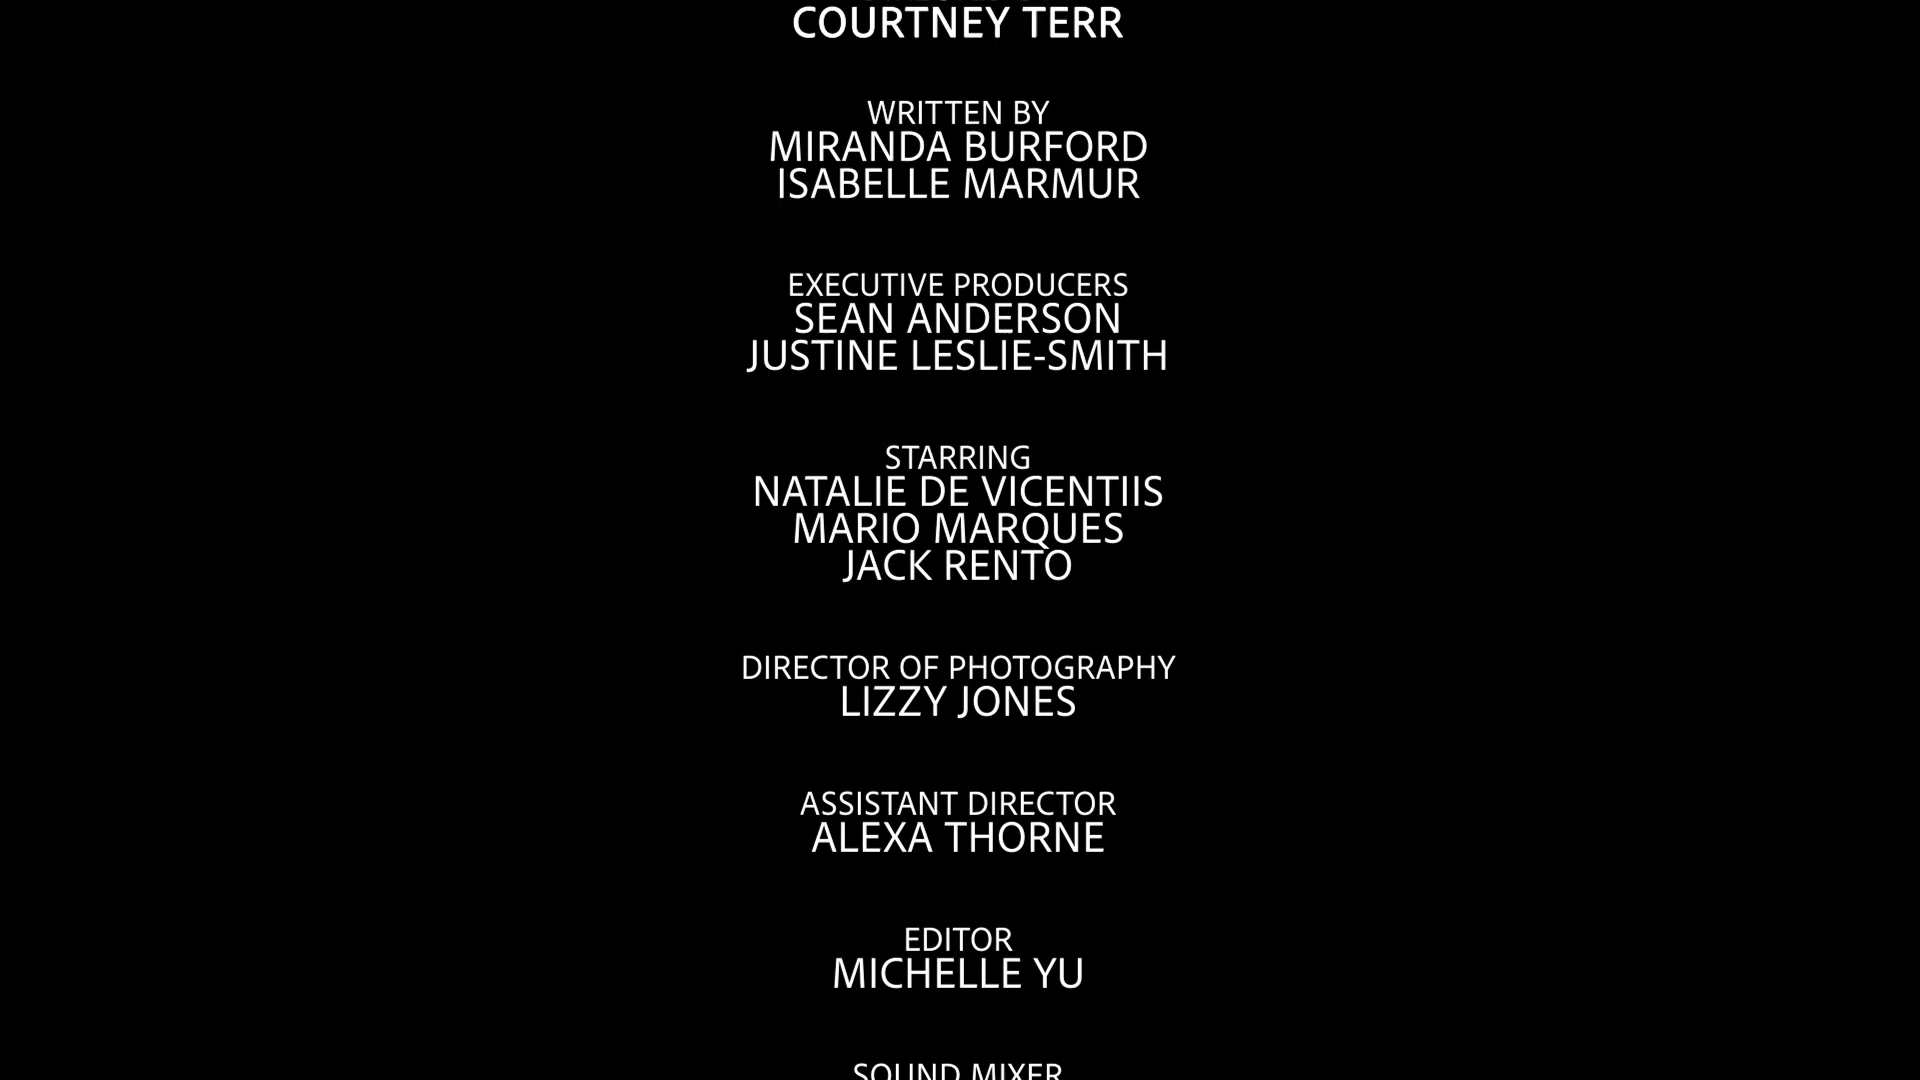 COURTNEY TERR
WRITTEN BY
MIRANDA BURFORD
ISABELLE MARMUR
EXECUTIVE PRODUCERS
SEAN ANDERSON
JUSTINE LESLIE-SMITH
STARRING
NATALIE DE VICENTIIS
MARIO MARQUES
JACK RENTO
DIRECTOR OF PHOTOGRAPHY
LIZZY JONES
ASSISTANT DIRECTOR
ALEXA THORNE
EDITOR
MICHELLE YU
SOUND MIXER